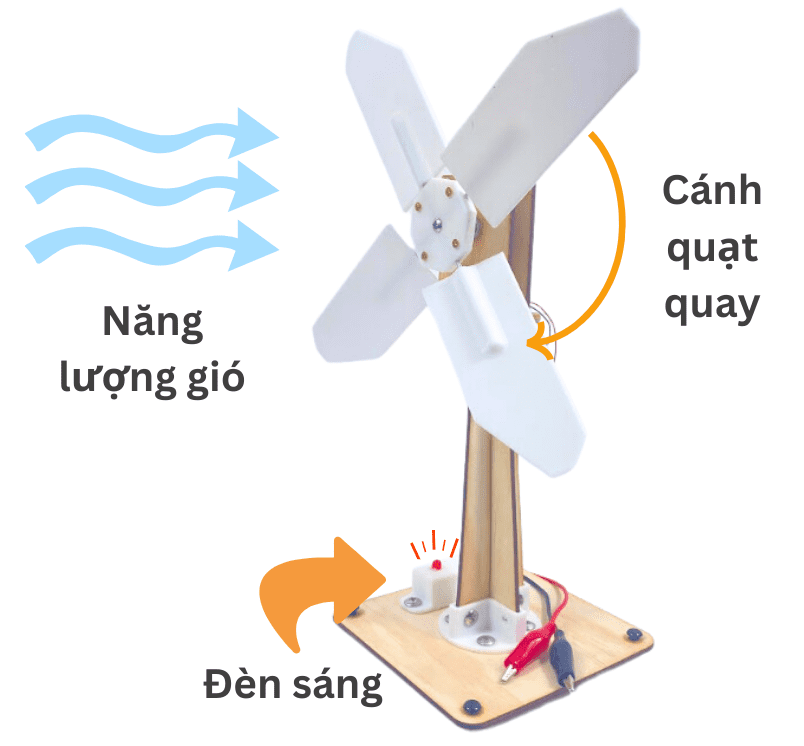 Năng
lượng gió
Cánh
quạt
quay
Đèn sáng